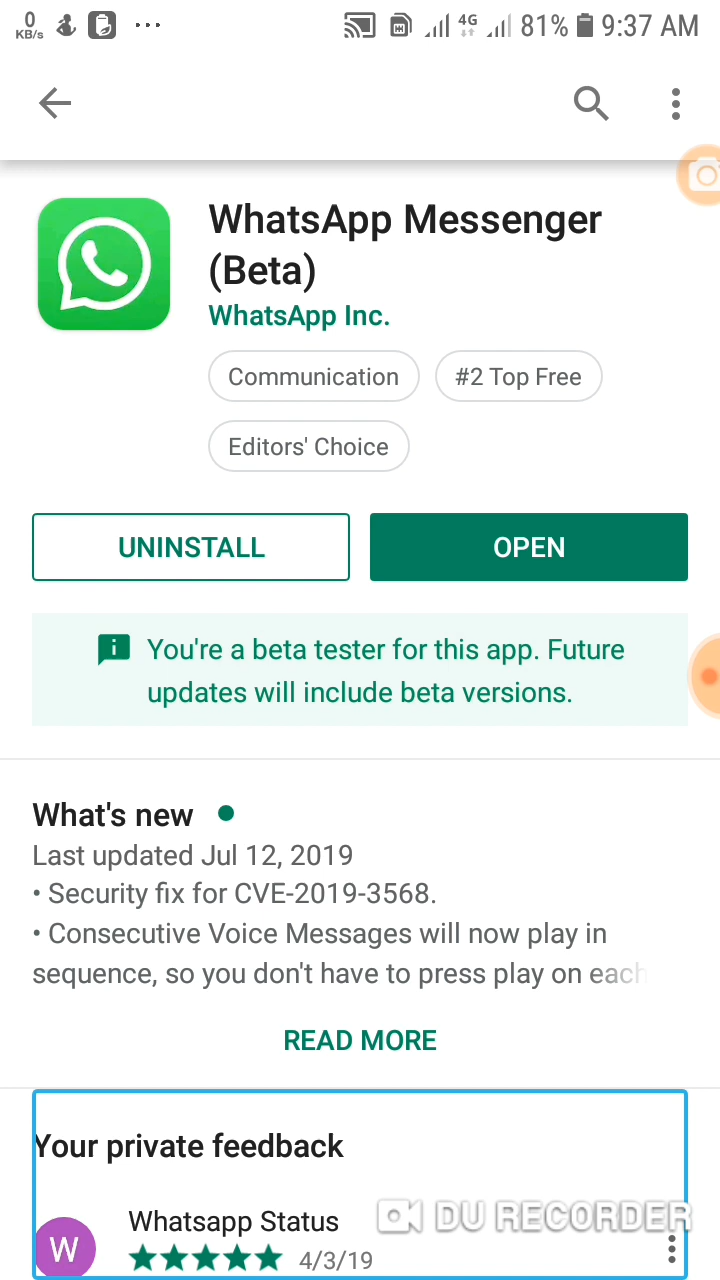 0
KB/s
4G
81%
9:37 AM
WhatsApp Messenger
(Beta)
WhatsApp Inc.
Communication
#2 Top Free
Editors' Choice
UNINSTALL
OPEN
You're a beta tester for this app. Future
updates will include beta versions.
What's new
Last updated Jul 12, 2019
• Security fix for CVE-2019-3568.
• Consecutive Voice Messages will now play in
sequence, so you don't have to press play on each
READ MORE
Your private feedback
W
Whatsapp Status
4/3/19
DU RECORDER